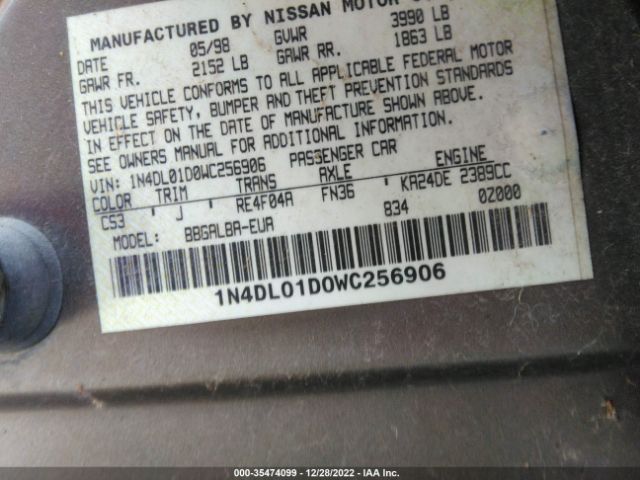 MANUFACTURED BY NISSAN MOTOR
DATE 05/98 GVWR 3990 LB
GAWR FR. 2152 LB GAWR RR. 1863 LB
THIS VEHICLE CONFORMS TO ALL APPLICABLE FEDERAL MOTOR
VEHICLE SAFETY, BUMPER AND THEFT PREVENTION STANDARDS
IN EFFECT ON THE DATE OF MANUFACTURE SHOWN ABOVE.
SEE OWNERS MANUAL FOR ADDITIONAL INFORMATION.
VIN: 1N4DL01D0WC256906 PASSENGER CAR
COLOR TRIM TRANS AXLE ENGINE
CS3 J RE4F04A FN36 KA24DE 2389CC
MODEL: BBGALBA-EUA 834 02000
1N4DL01D0WC256906
000-35474099 12/28/2022 - IAA Inc.